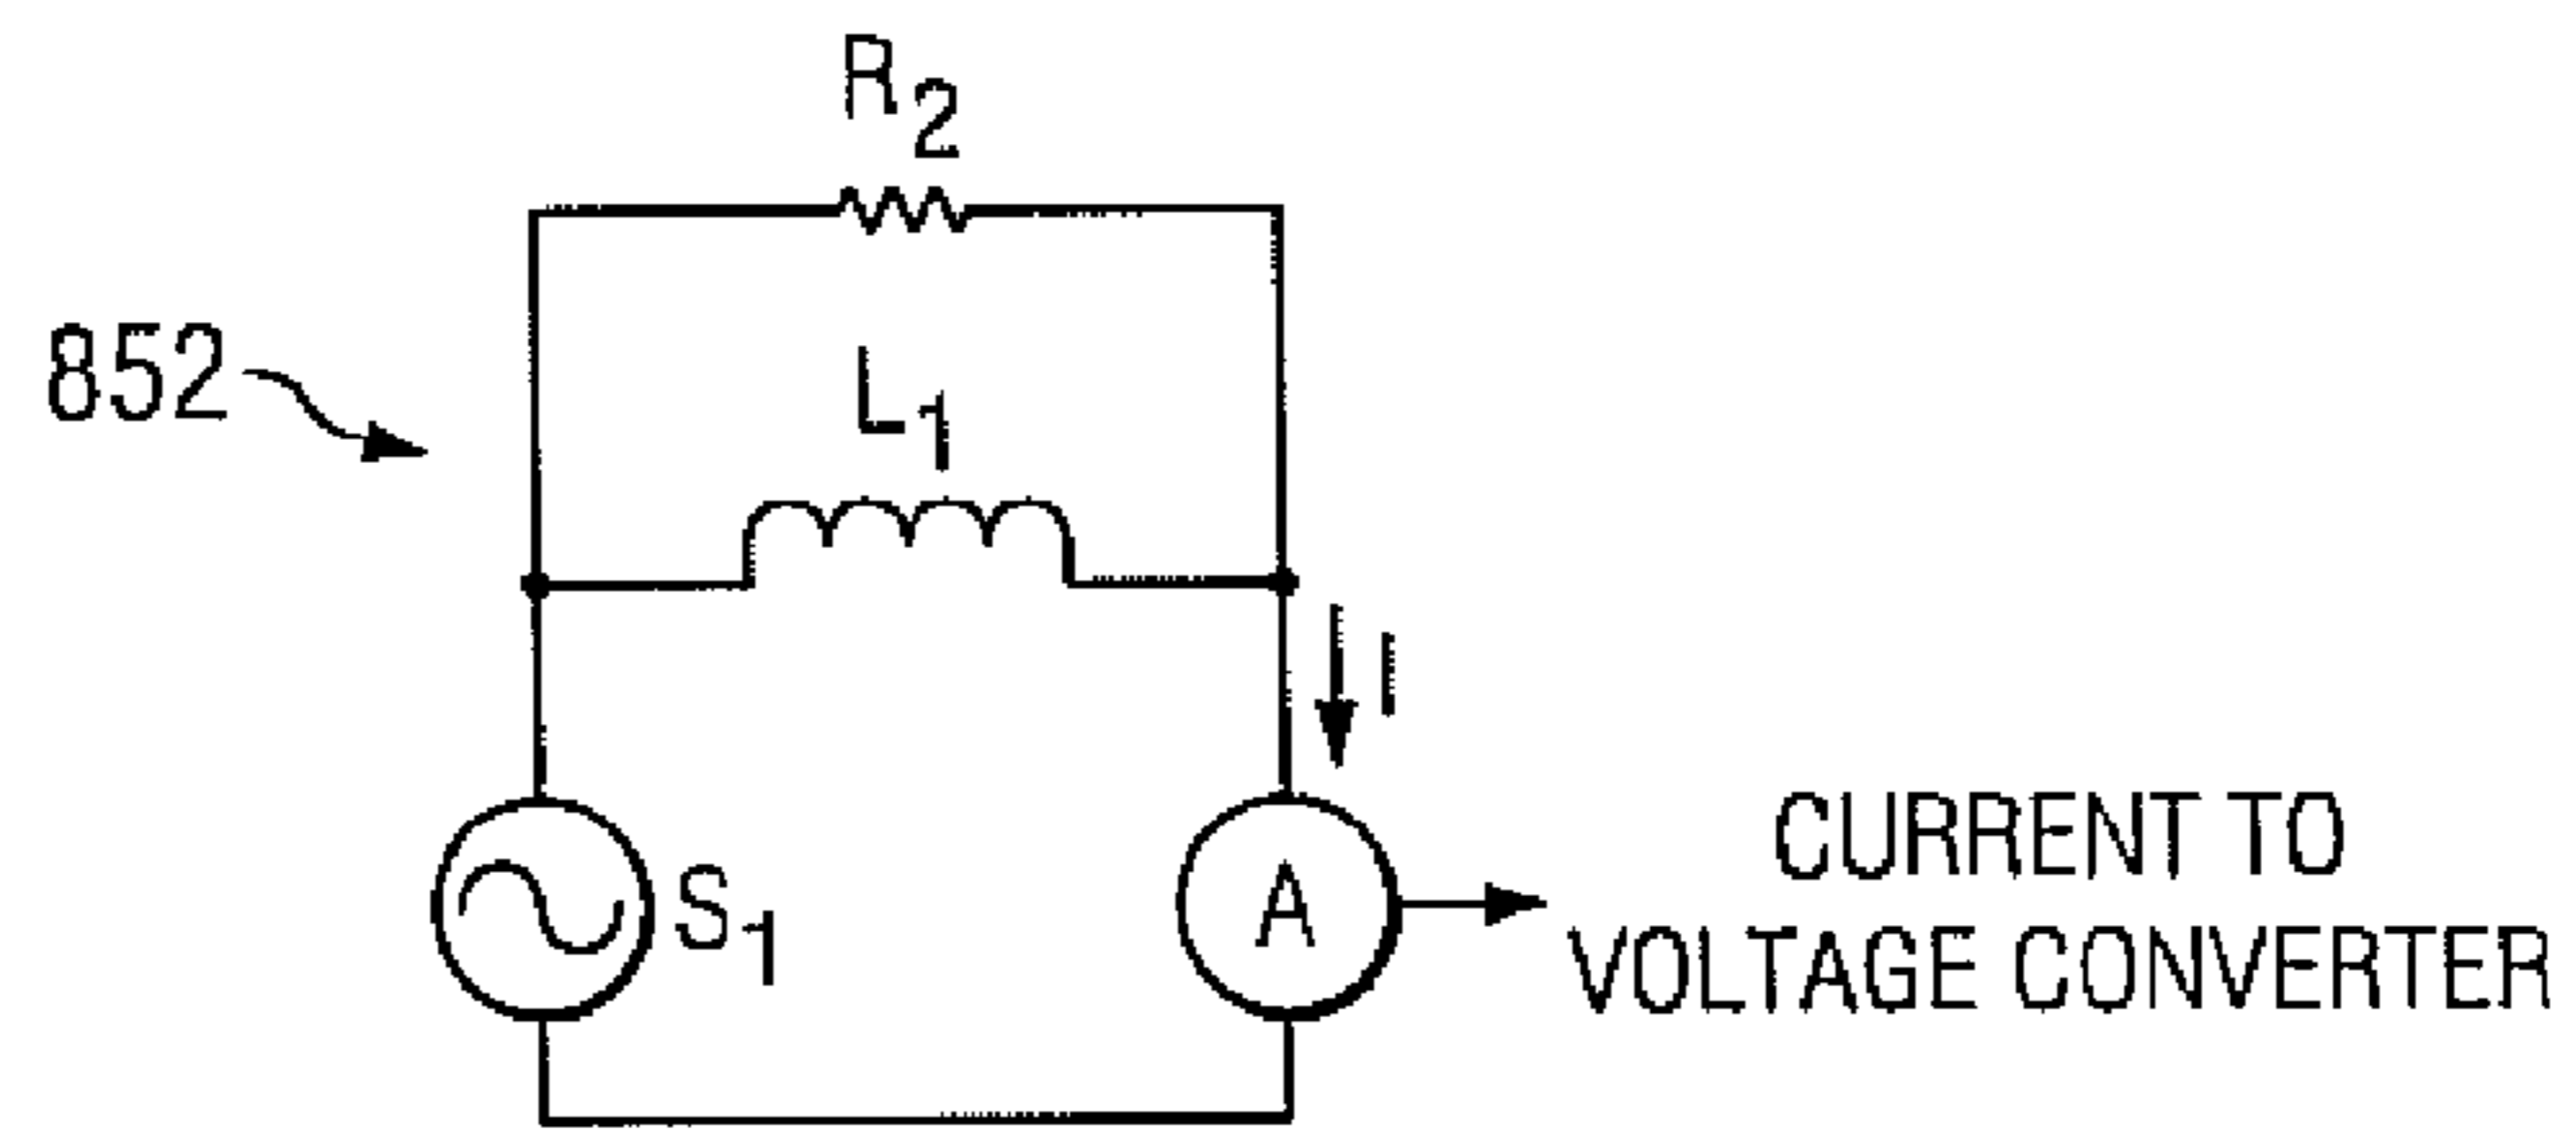 R2
852
L1
I
S1
A
CURRENT TO
VOLTAGE CONVERTER